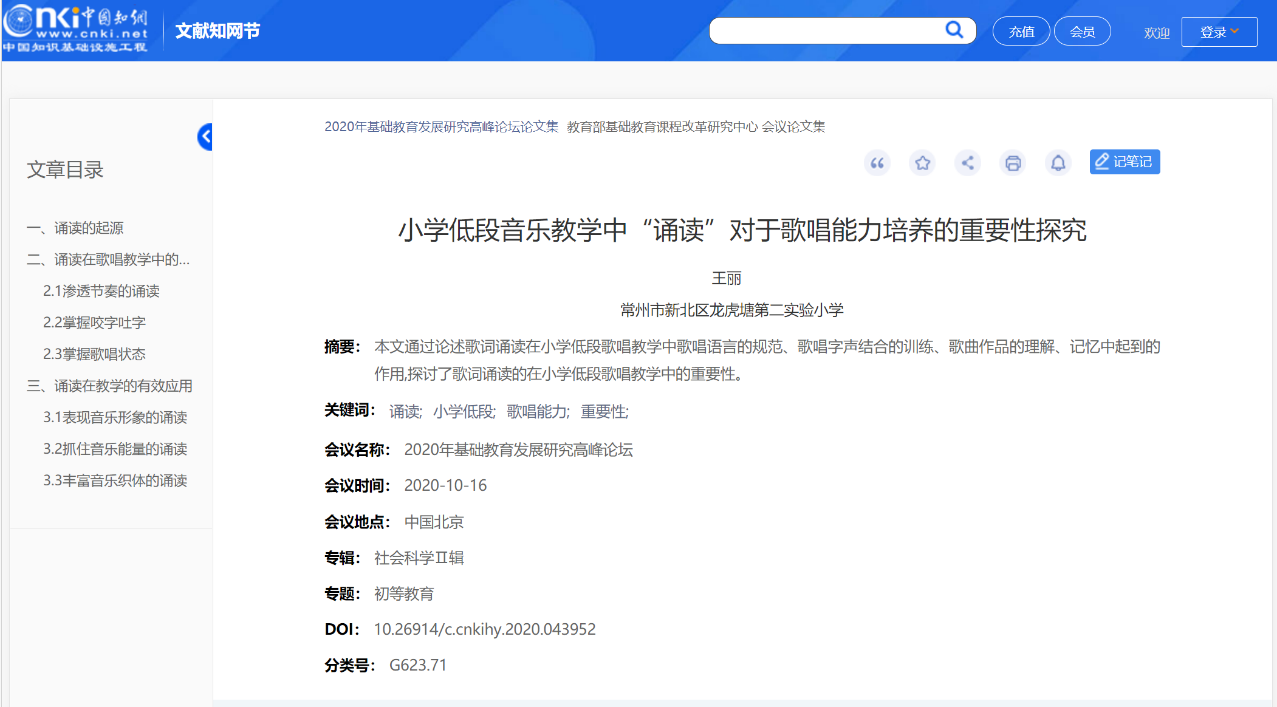 cnki中国知网
www.cnki.net
中国知识基础设施工程
文献知网节
充值
会员
欢迎
登录
文章目录
一、诵读的起源
二、诵读在歌唱教学中的...
2.1渗透节奏的诵读
2.2掌握咬字吐字
2.3掌握歌唱状态
三、诵读在教学的有效应用
3.1表现音乐形象的诵读
3.2抓住音乐能量的诵读
3.3丰富音乐织体的诵读
2020年基础教育发展研究高峰论坛论文集 教育部基础教育课程改革研究中心 会议论文集
记笔记
小学低段音乐教学中“诵读”对于歌唱能力培养的重要性探究
王丽
常州市新北区龙虎塘第二实验小学
摘要: 本文通过论述歌词诵读在小学低段歌唱教学中歌唱语言的规范、歌唱字声结合的训练、歌曲作品的理解、记忆中起到的
作用,探讨了歌词诵读的在小学低段歌唱教学中的重要性。
关键词: 诵读; 小学低段; 歌唱能力; 重要性;
会议名称: 2020年基础教育发展研究高峰论坛
会议时间: 2020-10-16
会议地点: 中国北京
专辑: 社会科学Ⅱ辑
专题: 初等教育
DOI: 10.26914/c.cnkihy.2020.043952
分类号: G623.71